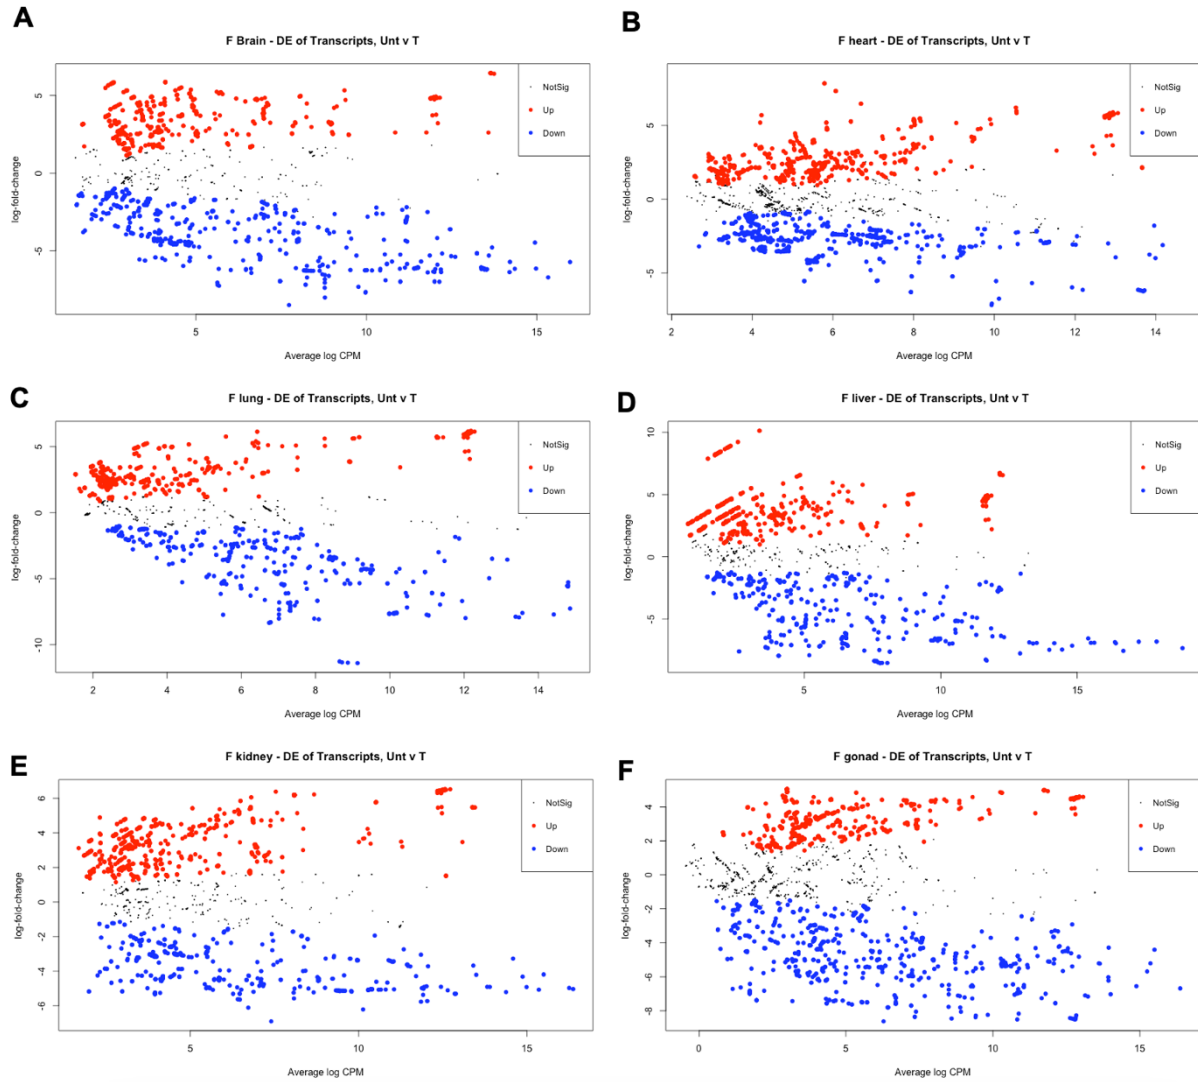 A
F Brain - DE of Transcripts, Unt v T
NotSig
Up
Down
5
0
-5
log-fold-change
5
10
15
Average log CPM
B
F heart - DE of Transcripts, Unt v T
NotSig
Up
Down
5
0
-5
log-fold-change
2
4
6
8
10
12
14
Average log CPM
C
F lung - DE of Transcripts, Unt v T
NotSig
Up
Down
5
0
-5
-10
log-fold-change
2
4
6
8
10
12
14
Average log CPM
D
F liver - DE of Transcripts, Unt v T
NotSig
Up
Down
10
5
0
-5
log-fold-change
5
10
15
Average log CPM
E
F kidney - DE of Transcripts, Unt v T
NotSig
Up
Down
6
4
2
0
-2
-4
-6
log-fold-change
5
10
15
Average log CPM
F
F gonad - DE of Transcripts, Unt v T
NotSig
Up
Down
4
2
0
-2
-4
-6
-8
log-fold-change
0
5
10
15
Average log CPM